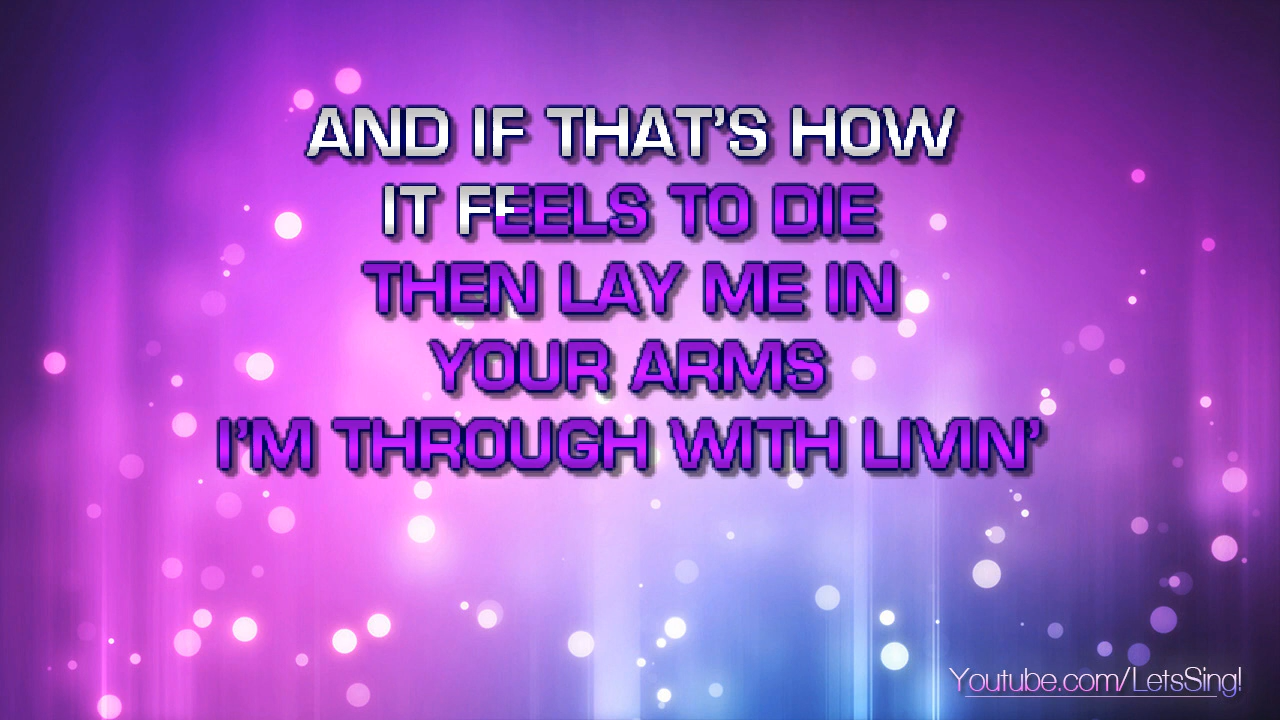 AND IF THAT'S HOW
IT FEELS TO DIE
THEN LAY ME IN
YOUR ARMS
I'M THROUGH WITH LIVIN'
Youtube.com/LetsSing!